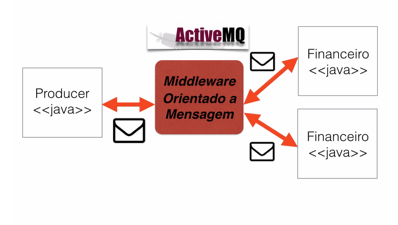 ActiveMQ
Producer
<<java>>
Middleware
Orientado a
Mensagem
Financeiro
<<java>>
Financeiro
<<java>>